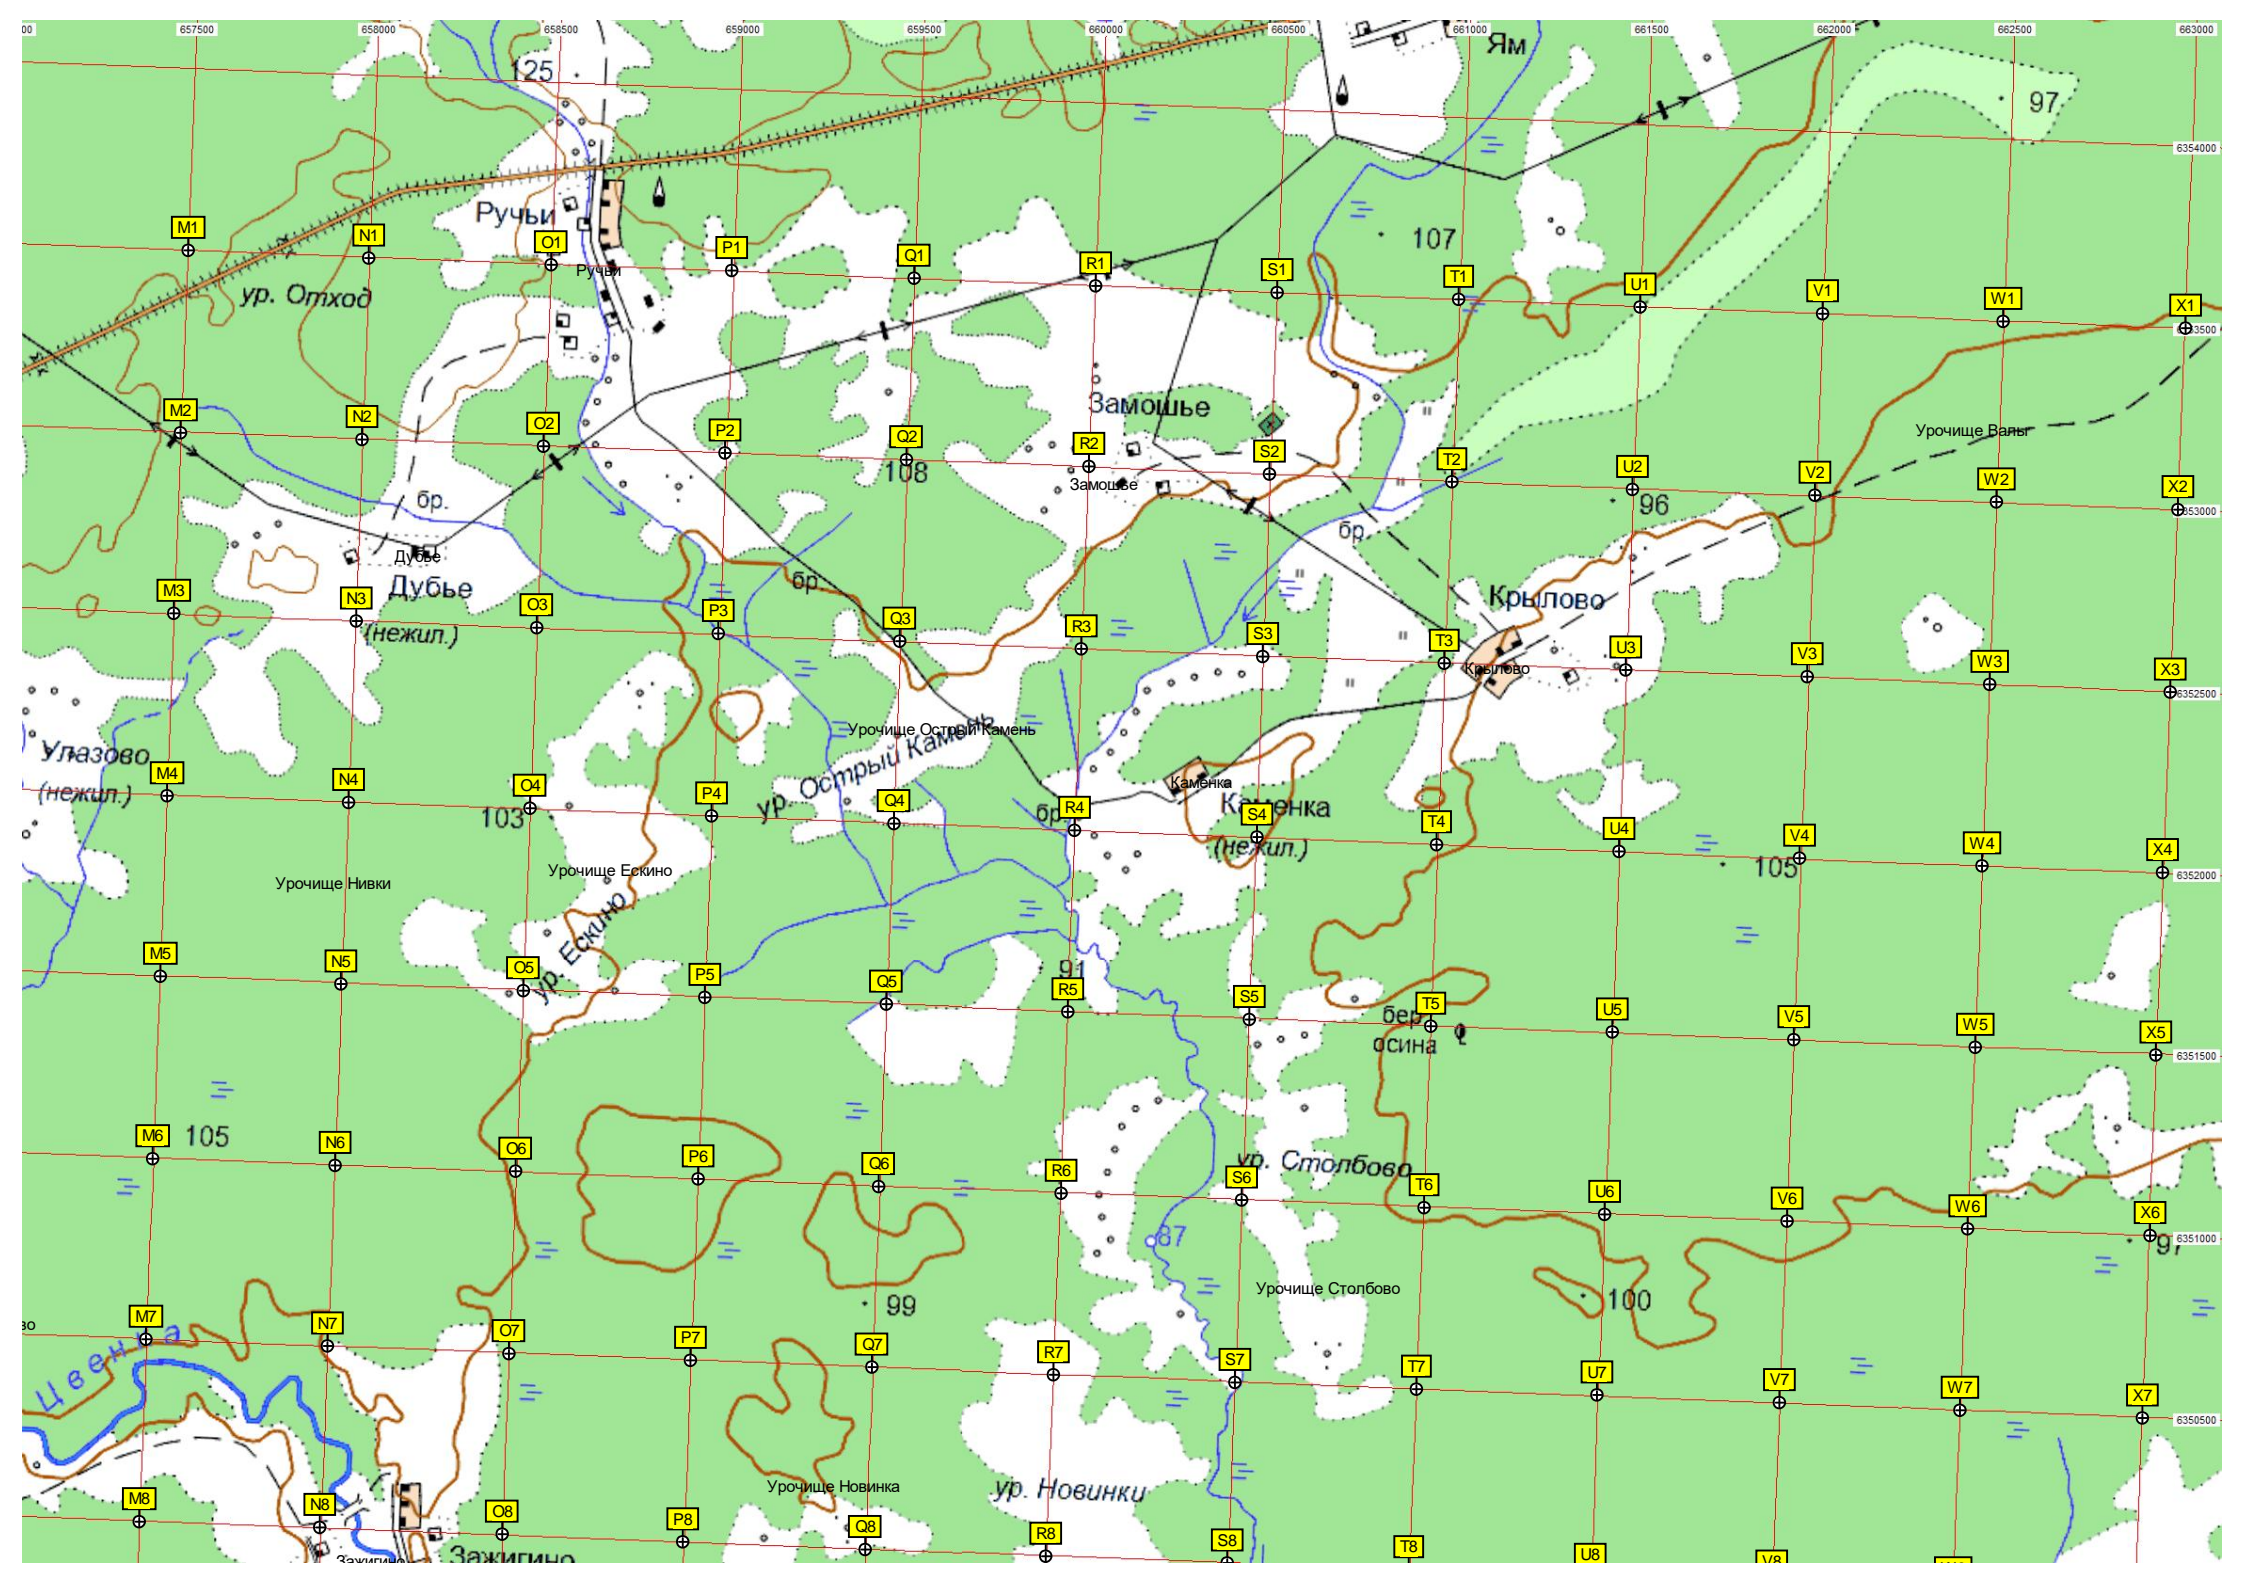 657500 658000 658500 659000 659500 660000 660500 661000 661500 662000 662500 663000
Ям
125
97
6354000
107
Ручьи
M1 N1 O1 P1 Q1 R1 S1 T1 U1 V1 W1 X1
Ручьи
ур. Отход
Замошье
Урочище Валы
M2 N2 O2 P2 Q2 R2 S2 T2 U2 V2 W2 X2
108
Замошье
96
бр.
бр.
Дубье
Дубье
(нежил.)
бр.
Крылово
M3 N3 O3 P3 Q3 R3 S3 T3 U3 V3 W3 X3
Крылово
6352500
Урочище Острый Камень
ур. Острый Камень
Улазово
(нежил.)
Каменка
Каменка
(нежил.)
M4 N4 O4 P4 Q4 R4 S4 T4 U4 V4 W4 X4
103
бр.
105
6352000
Урочище Нивки
Урочище Ескино
ур. Ескино
91
M5 N5 O5 P5 Q5 R5 S5 T5 U5 V5 W5 X5
бер.
осина
6351500
105
ур. Столбово
M6 N6 O6 P6 Q6 R6 S6 T6 U6 V6 W6 X6
87
6351000
97
Урочище Столбово
99
100
M7 N7 O7 P7 Q7 R7 S7 T7 U7 V7 W7 X7
Цвенка
6350500
Урочище Новинка
ур. Новинки
M8 N8 O8 P8 Q8 R8 S8 T8 U8 V8
Зажигино
Зажигино